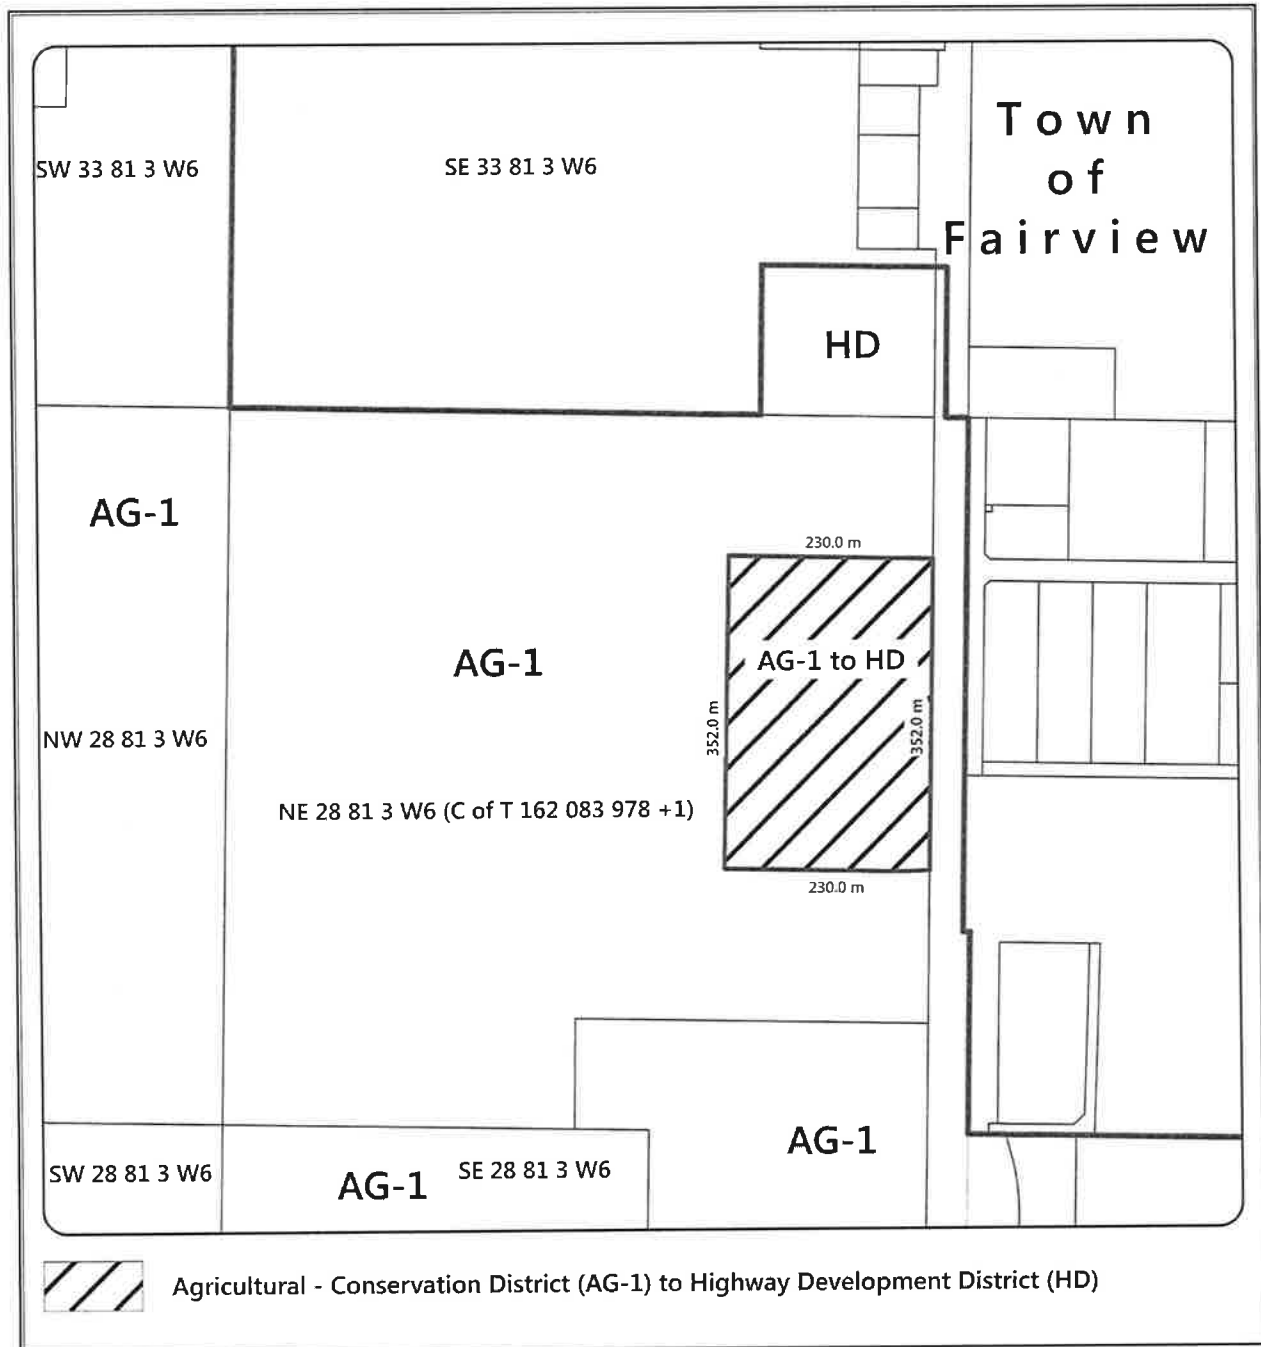 Town
of
Fairview
SW 33 81 3 W6
SE 33 81 3 W6
HD
AG-1
230.0 m
AG-1
AG-1 to HD
352.0 m
352.0 m
NW 28 81 3 W6
NE 28 81 3 W6 (C of T 162 083 978 +1)
230.0 m
AG-1
SW 28 81 3 W6
AG-1
SE 28 81 3 W6
Agricultural - Conservation District (AG-1) to Highway Development District (HD)